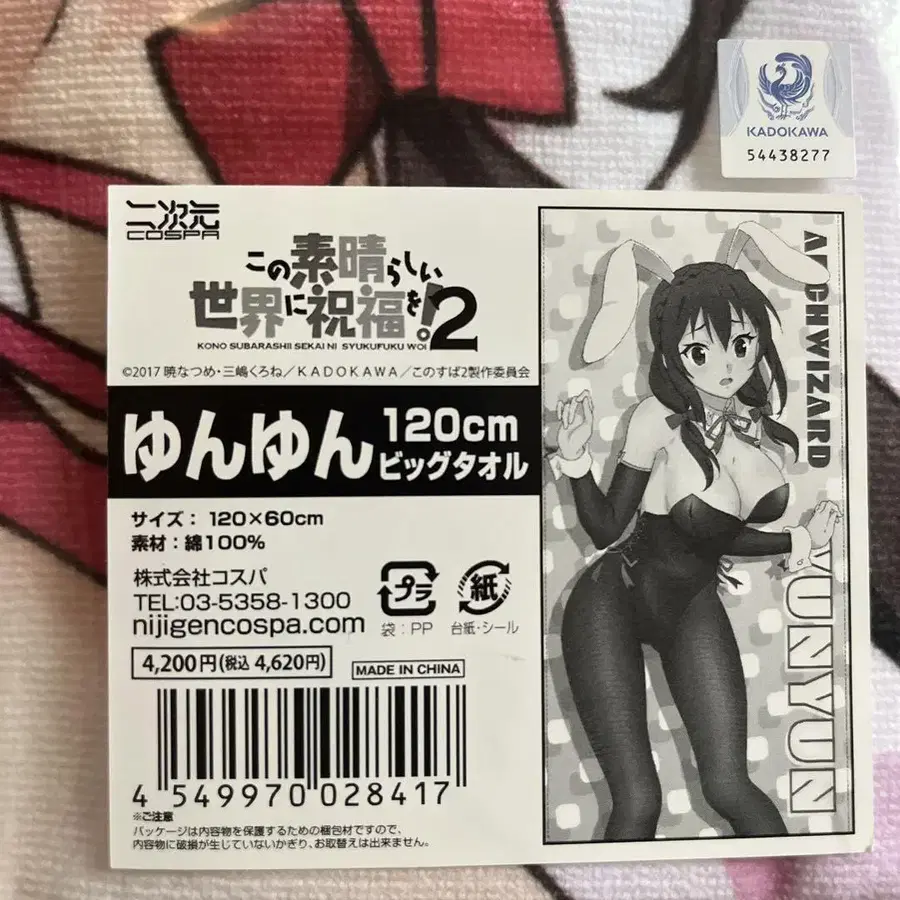 KADOKAWA
54438277
二次元
COSPA
この素晴らしい
世界に祝福を!2
KONO SUBARASHII SEKAI NI SYUKUFUKU WO!
©2017 暁なつめ・三嶋くろね／ＫＡＤＯＫＡＷＡ／このすば2製作委員会
ゆんゆん 120cm
ビッグタオル
サイズ：120×60cm
素材：綿100%
株式会社コスパ
TEL:03-5358-1300
nijigencospa.com
プラ
袋：PP
紙
台紙・シール
4,200円(税込 4,620円)
MADE IN CHINA
4 549970 028417
※ご注意
パッケージは内容物を保護するための梱包材ですので、
内容物に破損が生じていないかぎり、お取替えは出来ません。
ARCHWIZARD
YUNYUN